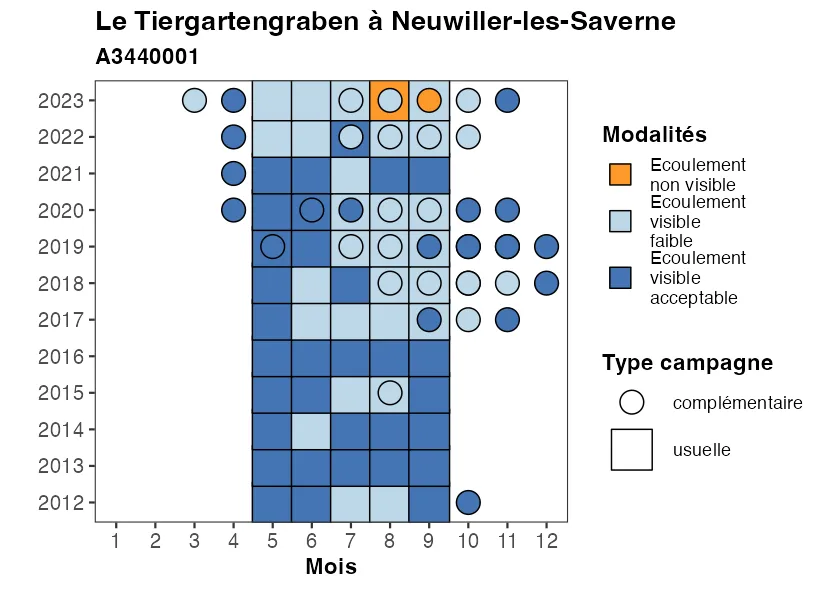 Le Tiergartengraben à Neuwiller-les-Saverne
A3440001
2023
2022
2021
2020
2019
2018
2017
2016
2015
2014
2013
2012
1 2 3 4 5 6 7 8 9 10 11 12
Mois
Modalités
Ecoulement
non visible
Ecoulement
visible
faible
Ecoulement
visible
acceptable
Type campagne
complémentaire
usuelle